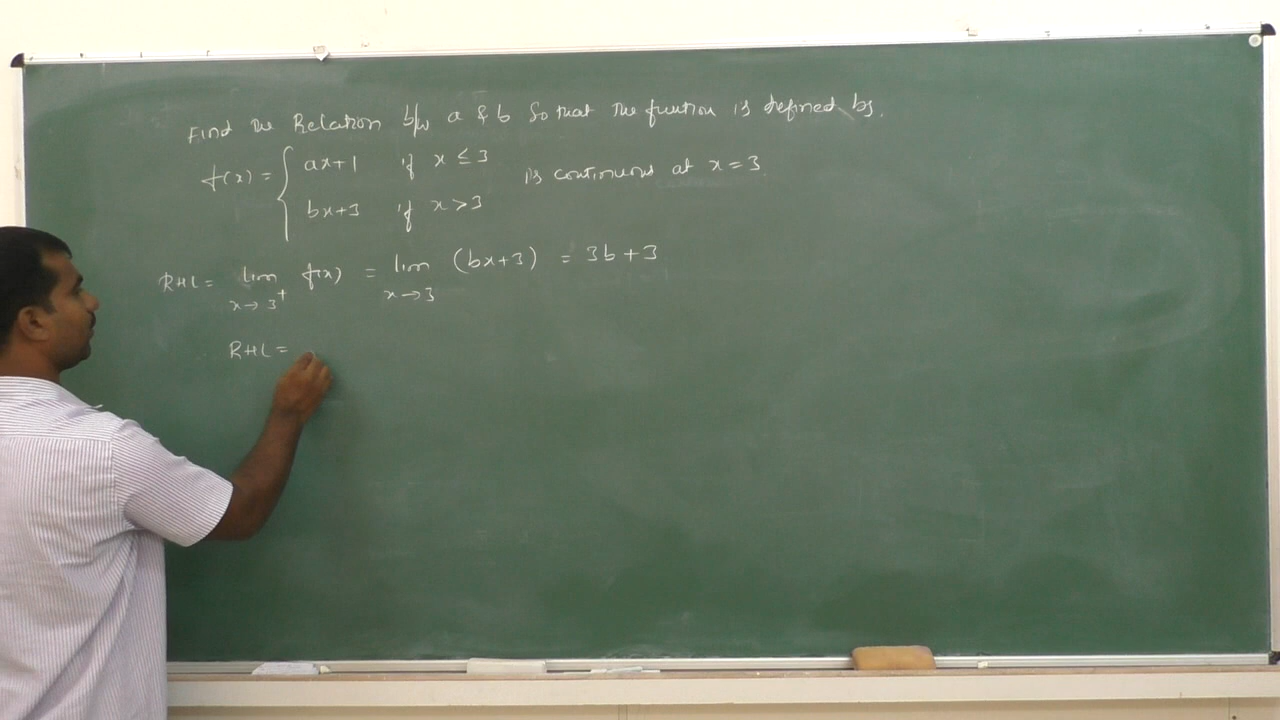 Find the Relation b/w a & b So that the function is defined by.
f(x) = { ax+1 if x ≤ 3
is continuous at x = 3.
bx+3 if x > 3
RHL = lim x→3⁺ f(x) = lim x→3 (bx+3) = 3b+3
RHL =